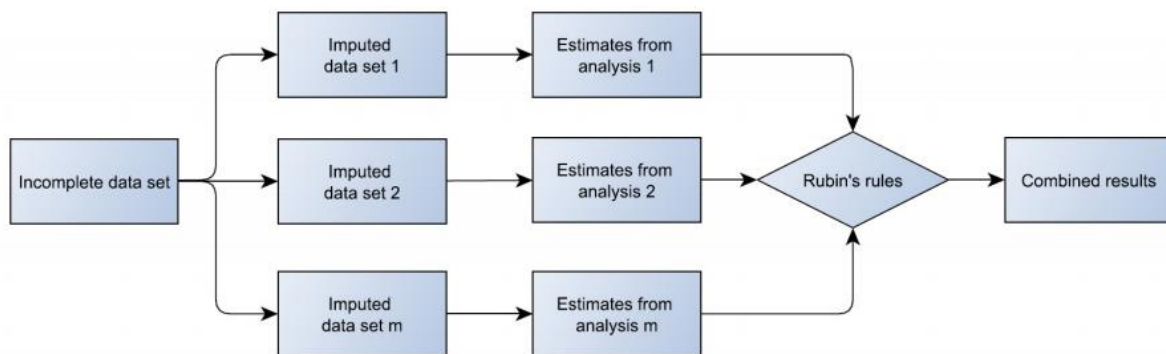 Incomplete data set
Imputed
data set 1
Estimates from
analysis 1
Imputed
data set 2
Estimates from
analysis 2
Imputed
data set m
Estimates from
analysis m
Rubin's rules
Combined results